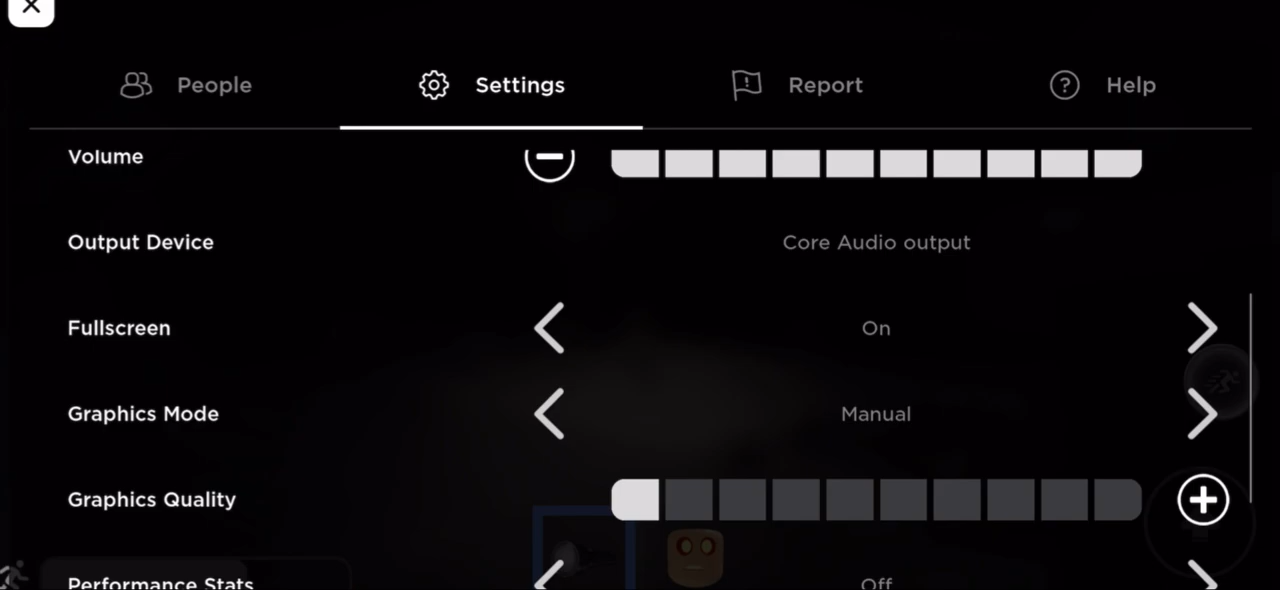 People
Settings
Report
Help
Volume
Output Device
Core Audio output
Fullscreen
On
Graphics Mode
Manual
Graphics Quality
Performance Stats
Off